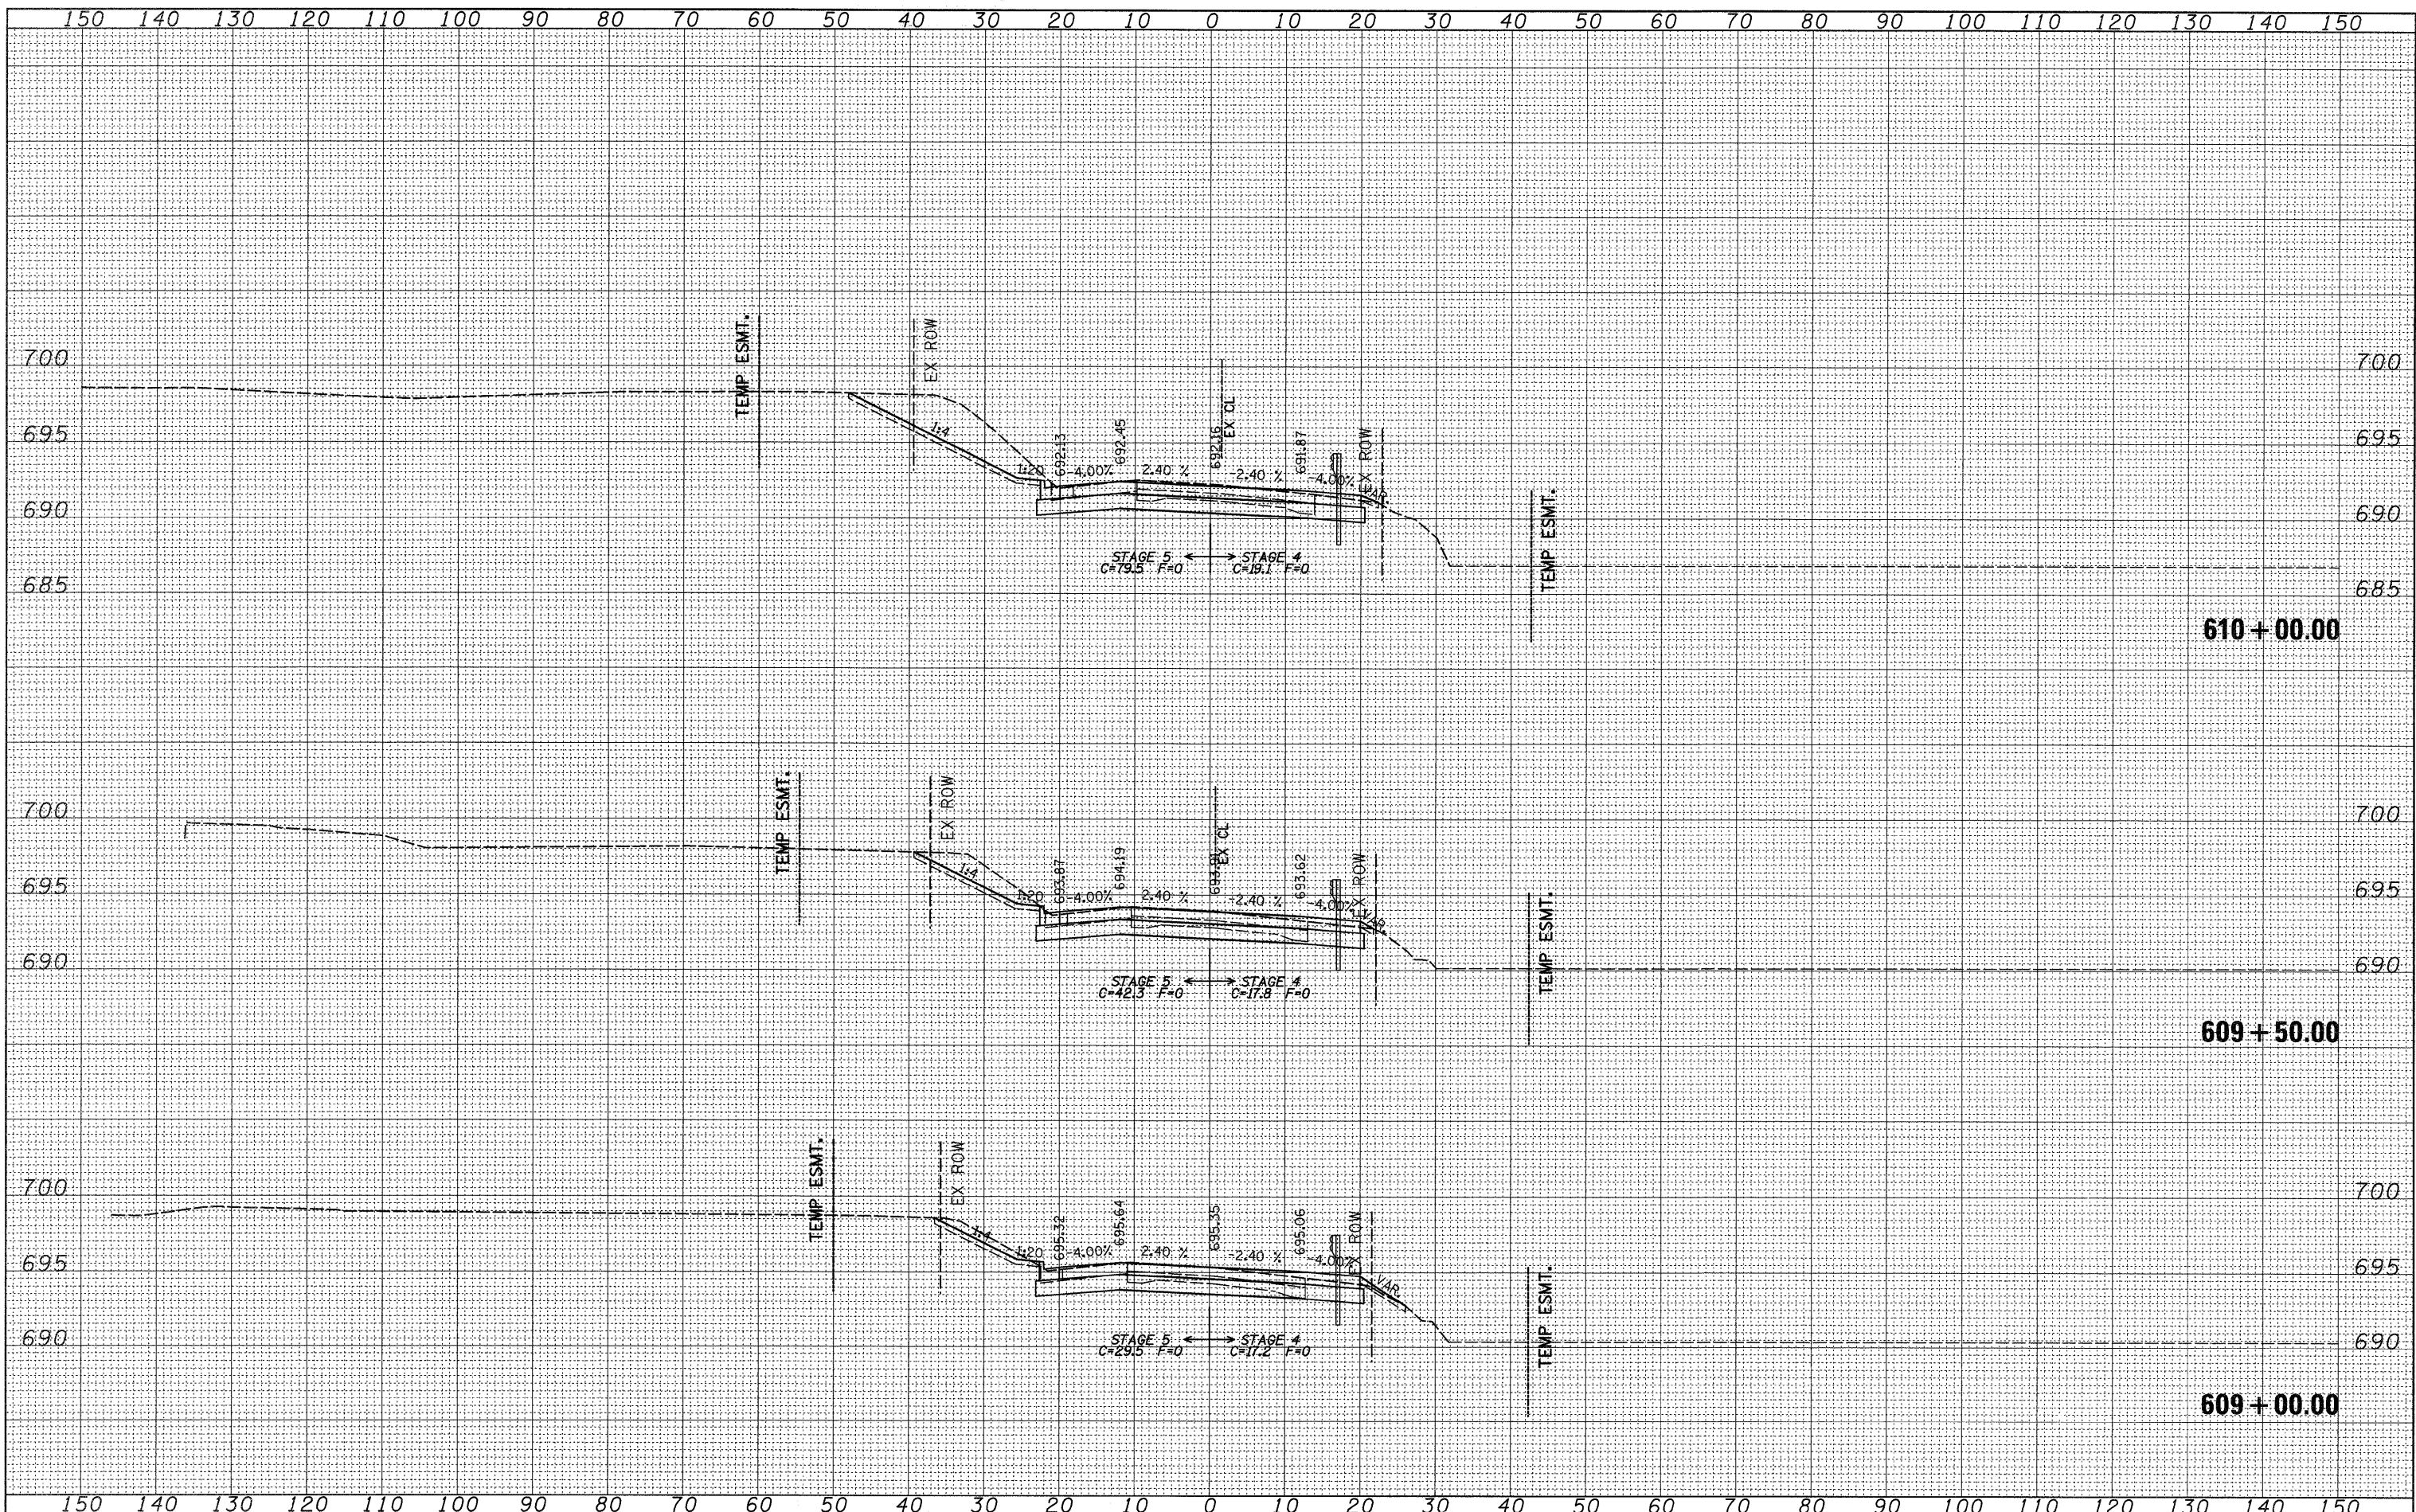 150 140 130 120 110 100 90 80 70 60 50 40 30 20 10 0 10 20 30 40 50 60 70 80 90 100 110 120 130 140 150
TEMP ESMT.
EX ROW
EX CL
EX ROW
TEMP ESMT.
700 700
695 695
690 690
685 685
1:4
1:20
692.13
-4.00%
692.45
2.40 %
692.16
-2.40 %
691.87
-4.00%
VAR.
STAGE 5 STAGE 4
C=79.5 F=0 C=19.1 F=0
610+00.00
TEMP ESMT.
EX ROW
EX CL
EX ROW
TEMP ESMT.
700 700
695 695
690 690
1:4
1:20
693.87
-4.00%
694.19
2.40 %
-2.40 %
693.62
-4.00%
VAR.
STAGE 5 STAGE 4
C=42.3 F=0 C=17.8 F=0
609+50.00
TEMP ESMT.
EX ROW
EX ROW
TEMP ESMT.
700 700
695 695
690 690
1:4
1:20
695.32
-4.00%
695.64
2.40 %
695.35
-2.40 %
695.06
-4.00%
VAR.
STAGE 5 STAGE 4
C=29.5 F=0 C=17.2 F=0
609+00.00
150 140 130 120 110 100 90 80 70 60 50 40 30 20 10 0 10 20 30 40 50 60 70 80 90 100 110 120 130 140 150